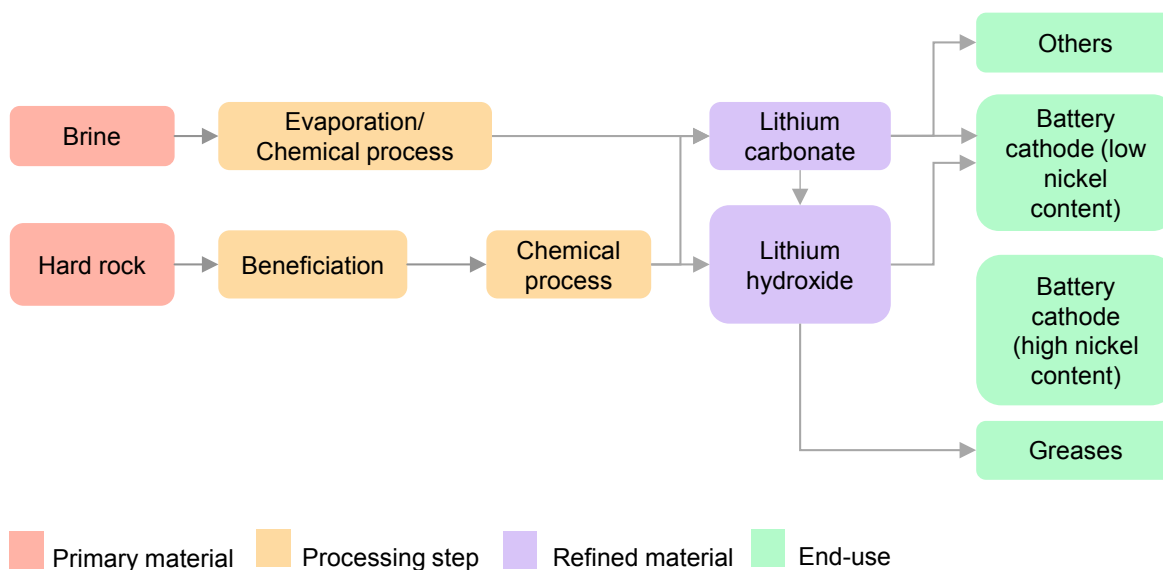 Others
Brine
Evaporation/
Chemical process
Lithium
carbonate
Battery
cathode (low
nickel
content)
Hard rock
Beneficiation
Chemical
process
Lithium
hydroxide
Battery
cathode
(high nickel
content)
Greases
Primary material
Processing step
Refined material
End-use